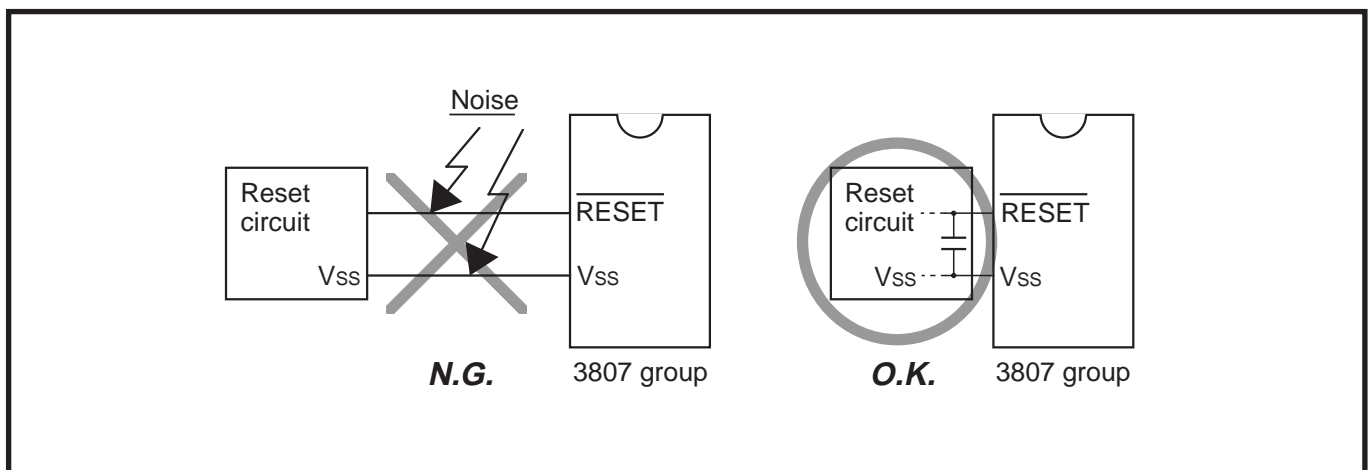 Noise
Reset
circuit
VSS
RESET
VSS
N.G.
3807 group
Reset
circuit
VSS
RESET
VSS
O.K.
3807 group